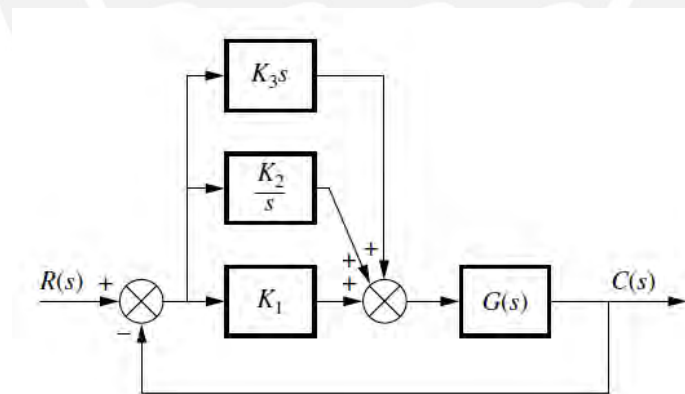 K₃s
K₂
s
R(s) + + + + C(s)
K₁ G(s)
−